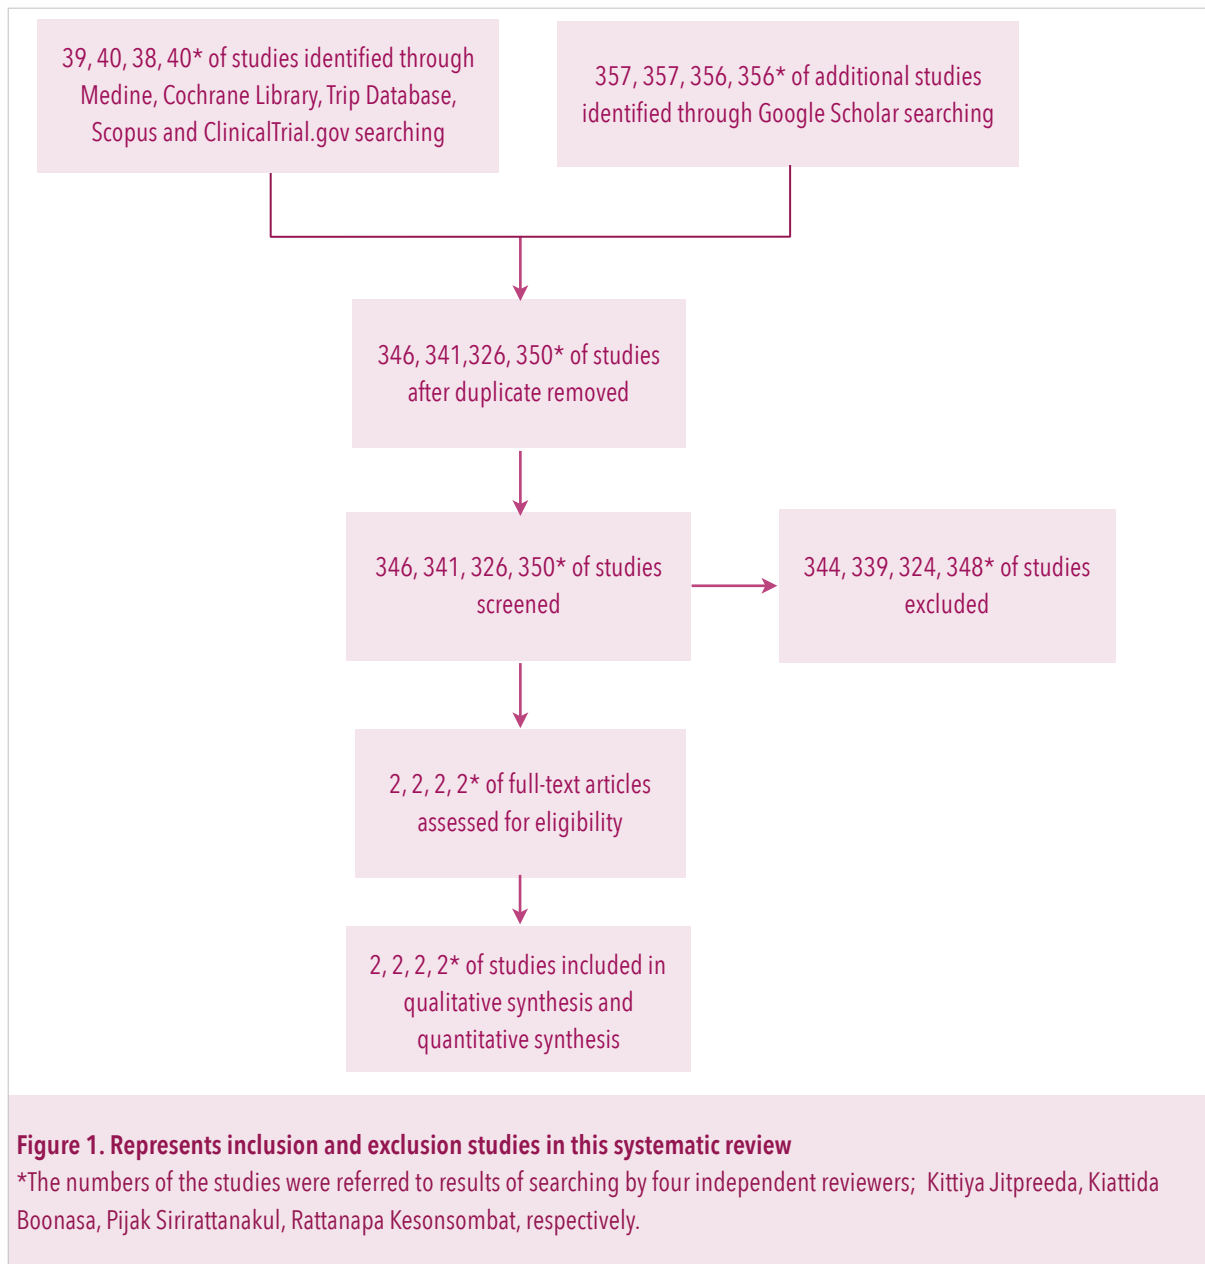 39, 40, 38, 40* of studies identified through
Medine, Cochrane Library, Trip Database,
Scopus and ClinicalTrial.gov searching
357, 357, 356, 356* of additional studies
identified through Google Scholar searching
346, 341,326, 350* of studies
after duplicate removed
346, 341, 326, 350* of studies
screened
344, 339, 324, 348* of studies
excluded
2, 2, 2, 2* of full-text articles
assessed for eligibility
2, 2, 2, 2* of studies included in
qualitative synthesis and
quantitative synthesis
Figure 1. Represents inclusion and exclusion studies in this systematic review
*The numbers of the studies were referred to results of searching by four independent reviewers; Kittiya Jitpreeda, Kiattida
Boonasa, Pijak Sirirattanakul, Rattanapa Kesonsombat, respectively.